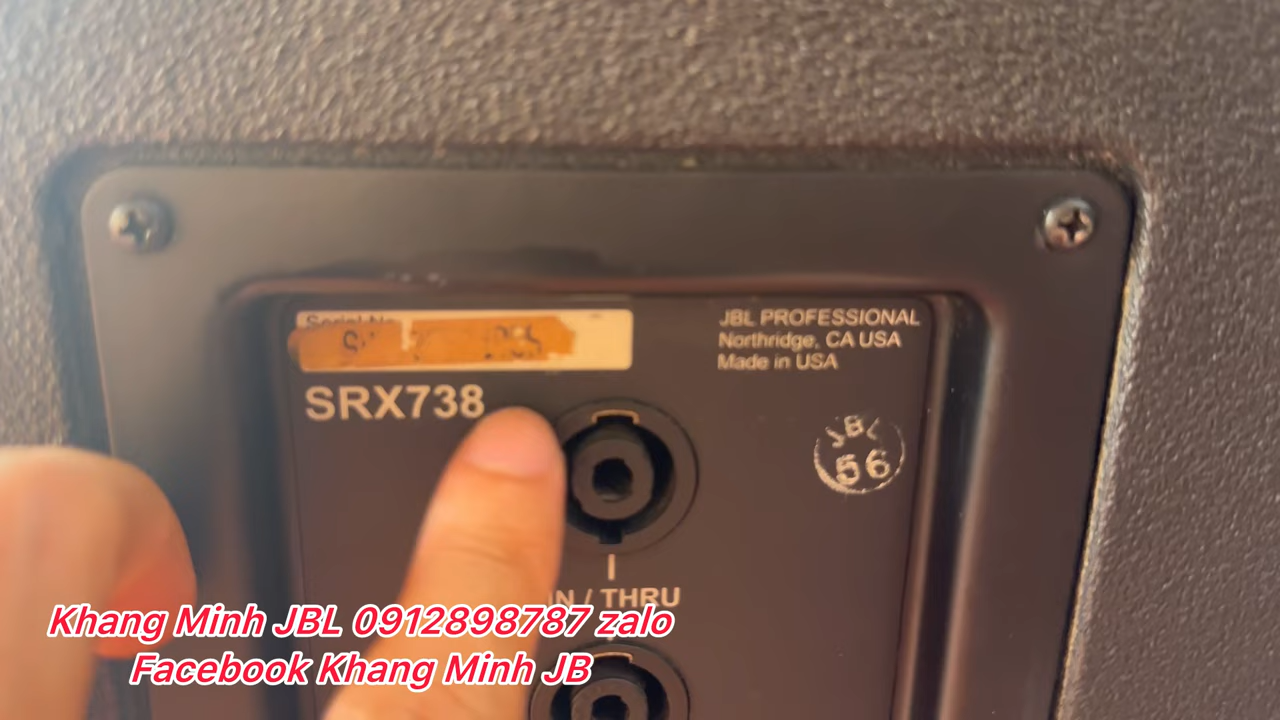 Serial No.
JBL PROFESSIONAL
Northridge, CA USA
Made in USA
SRX738
JBL
56
IN / THRU
Khang Minh JBL 0912898787 zalo
Facebook Khang Minh JB